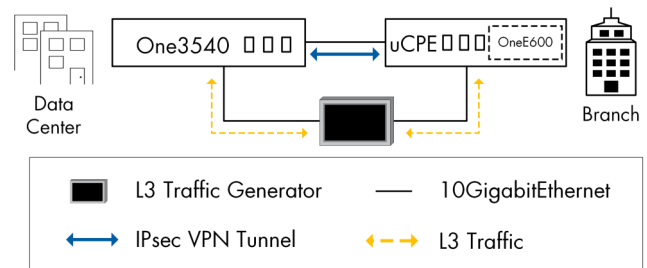 One3540
uCPE
OneE600
Data
Center
Branch
L3 Traffic Generator
10GigabitEthernet
IPsec VPN Tunnel
L3 Traffic